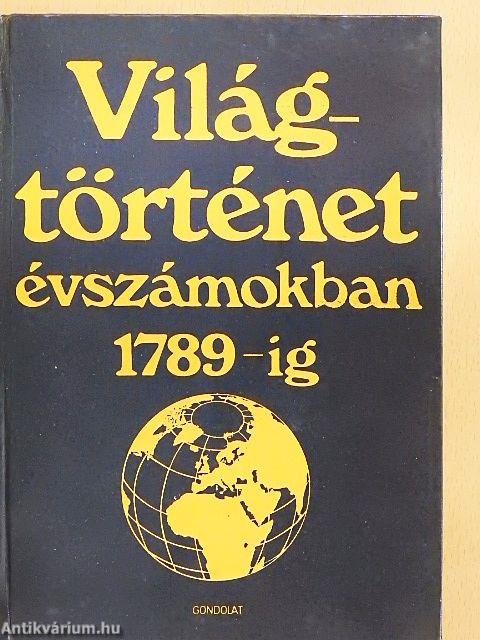 Világ-
történet
évszámokban
1789-ig
GONDOLAT
Antikvárium.hu